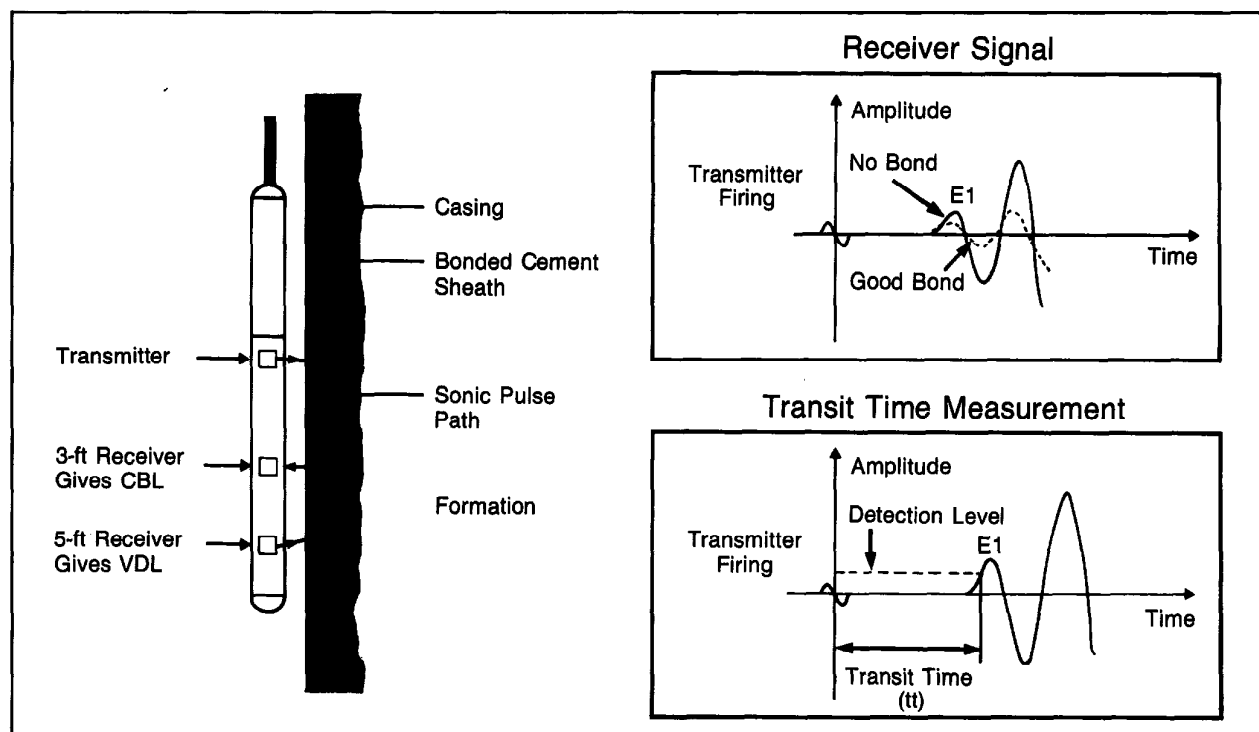 Transmitter
3-ft Receiver
Gives CBL
5-ft Receiver
Gives VDL
Casing
Bonded Cement
Sheath
Sonic Pulse
Path
Formation
Receiver Signal
Amplitude
No Bond
E1
Transmitter
Firing
Good Bond
Time
Transit Time Measurement
Amplitude
Detection Level
E1
Transmitter
Firing
Time
Transit Time
(tt)